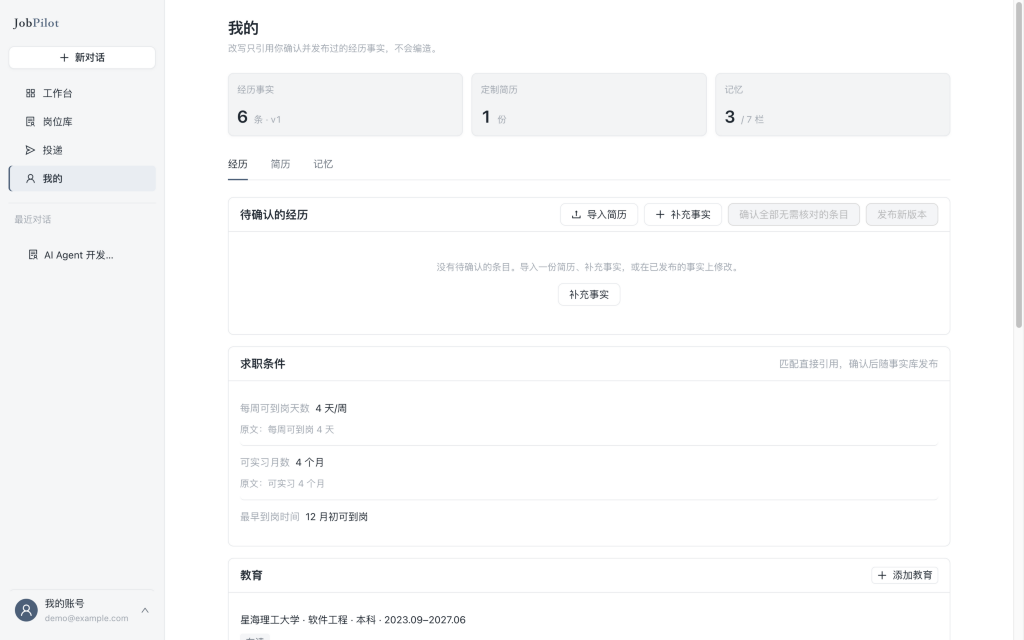 JobPilot
新对话
工作台
岗位库
投递
我的
最近对话
AI Agent 开发...
我的账号
demo@example.com
我的
改写只引用你确认并发布过的经历事实，不会编造。
经历事实
6 条 · v1
定制简历
1 份
记忆
3 / 7 栏
经历 简历 记忆
待确认的经历 导入简历 补充事实 确认全部无需核对的条目 发布新版本
没有待确认的条目。导入一份简历、补充事实，或在已发布的事实上修改。
补充事实
求职条件 匹配直接引用，确认后随事实库发布
每周可到岗天数 4 天/周
原文：每周可到岗 4 天
可实习月数 4 个月
原文：可实习 4 个月
最早到岗时间 12 月初可到岗
教育 添加教育
星海理工大学 · 软件工程 · 本科 · 2023.09–2027.06